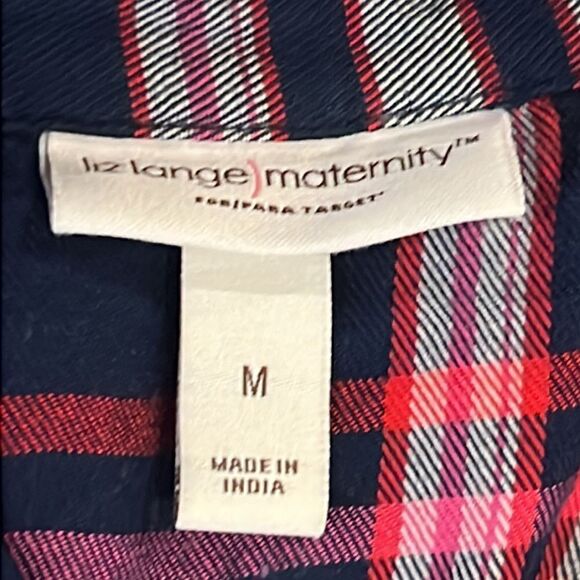 liz lange)maternity™
FOR/PARA TARGET®
M
MADE IN
INDIA